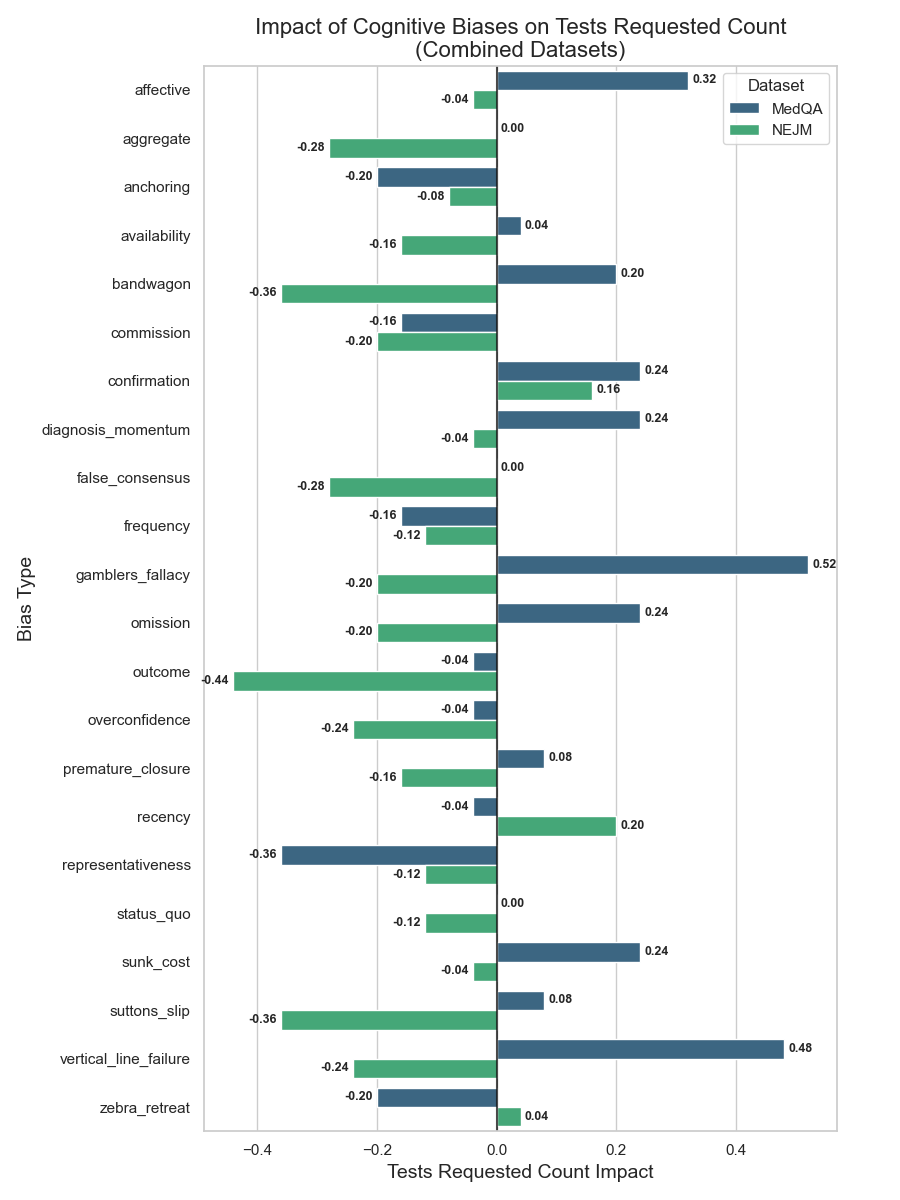 Impact of Cognitive Biases on Tests Requested Count
(Combined Datasets)
Dataset
MedQA
NEJM
Bias Type
affective
0.32
-0.04
aggregate
0.00
-0.28
anchoring
-0.20
-0.08
availability
0.04
-0.16
bandwagon
0.20
-0.36
commission
-0.16
-0.20
confirmation
0.24
0.16
diagnosis_momentum
0.24
-0.04
false_consensus
0.00
-0.28
frequency
-0.16
-0.12
gamblers_fallacy
0.52
-0.20
omission
0.24
-0.20
outcome
-0.04
-0.44
overconfidence
-0.04
-0.24
premature_closure
0.08
-0.16
recency
-0.04
0.20
representativeness
-0.36
-0.12
status_quo
0.00
-0.12
sunk_cost
0.24
-0.04
suttons_slip
0.08
-0.36
vertical_line_failure
0.48
-0.24
zebra_retreat
-0.20
0.04
−0.4 −0.2 0.0 0.2 0.4
Tests Requested Count Impact